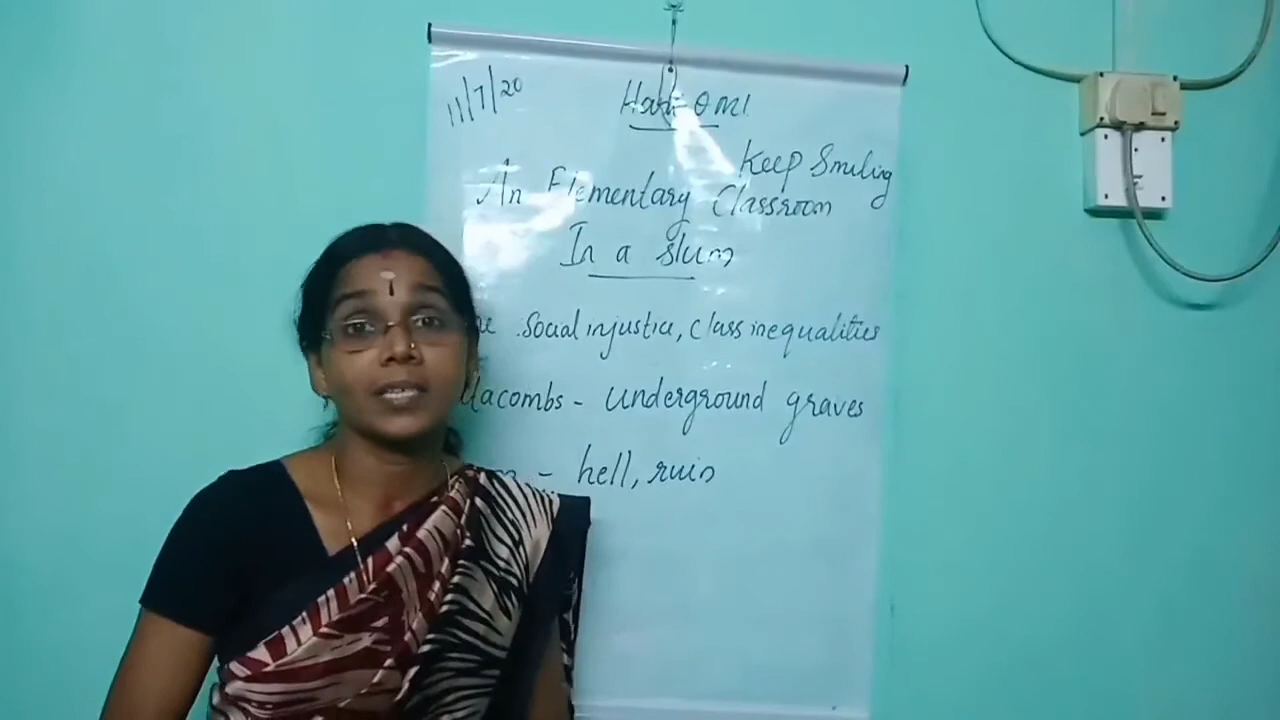 11/7/20
Hari OM!
Keep Smiling
An Elementary Classroom
In a slum
social injustice, class inequalities
tacombs - underground graves
- hell, ruin